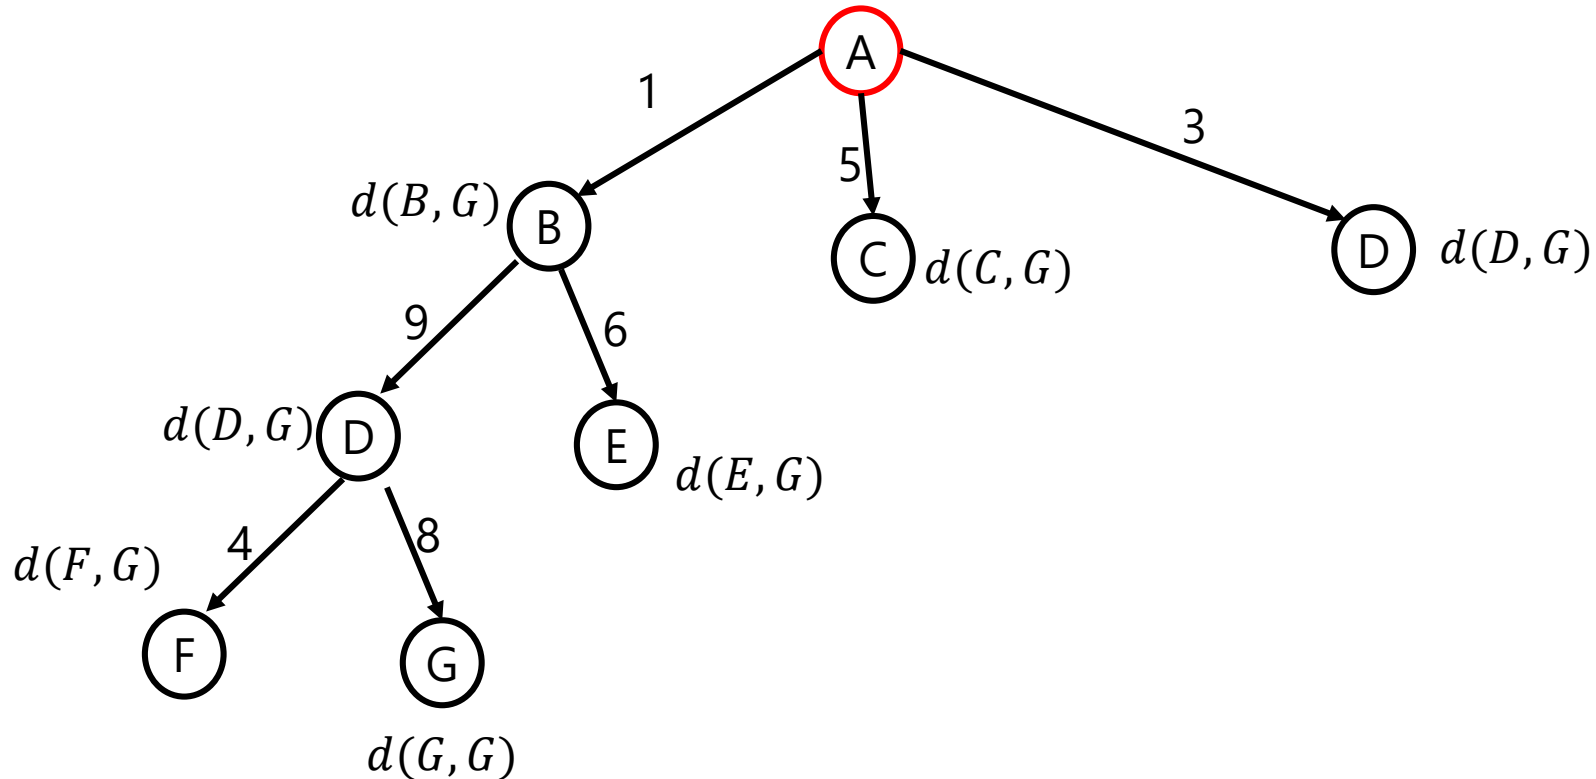 A
1
5
3
d(B,G)
B
C
d(C,G)
D
d(D,G)
9
6
d(D,G)
D
E
d(E,G)
4
8
d(F,G)
F
G
d(G,G)